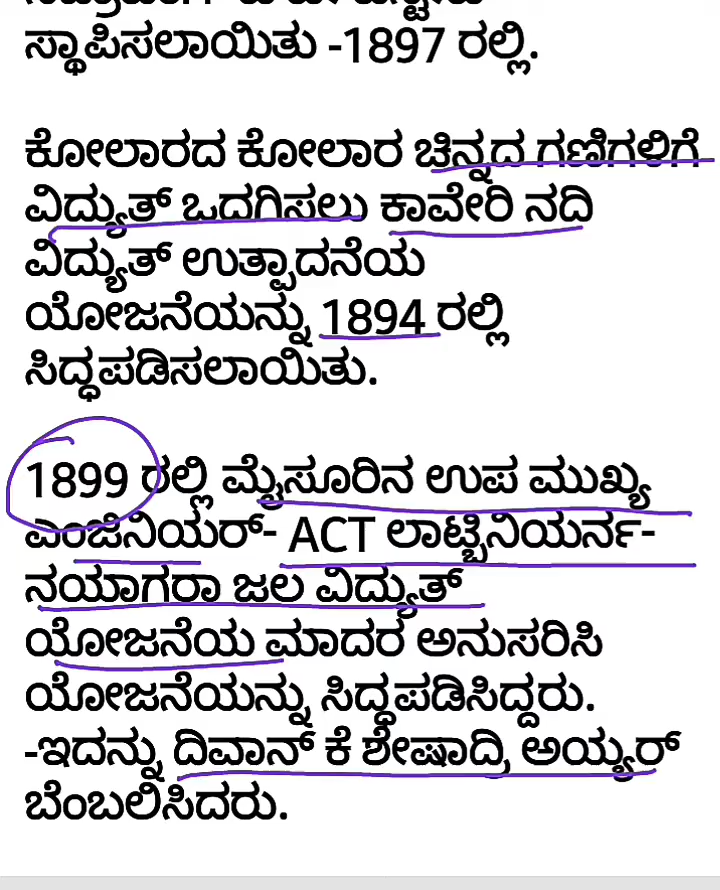 ಸ್ಥಾಪಿಸಲಾಯಿತು -1897 ರಲ್ಲಿ.
ಕೋಲಾರದ ಕೋಲಾರ ಚಿನ್ನದ ಗಣಿಗಳಿಗೆ
ವಿದ್ಯುತ್ ಒದಗಿಸಲು ಕಾವೇರಿ ನದಿ
ವಿದ್ಯುತ್ ಉತ್ಪಾದನೆಯ
ಯೋಜನೆಯನ್ನು 1894 ರಲ್ಲಿ
ಸಿದ್ಧಪಡಿಸಲಾಯಿತು.
1899 ರಲ್ಲಿ ಮೈಸೂರಿನ ಉಪ ಮುಖ್ಯ
ಎಂಜಿನಿಯರ್- ACT ಲಾಟ್ಬಿನಿಯರ್ನ-
ನಯಾಗರಾ ಜಲ ವಿದ್ಯುತ್
ಯೋಜನೆಯ ಮಾದರಿ ಅನುಸರಿಸಿ
ಯೋಜನೆಯನ್ನು ಸಿದ್ದಪಡಿಸಿದ್ದರು.
-ಇದನ್ನು ದಿವಾನ್ ಕೆ ಶೇಷಾದ್ರಿ ಅಯ್ಯರ್
ಬೆಂಬಲಿಸಿದರು.